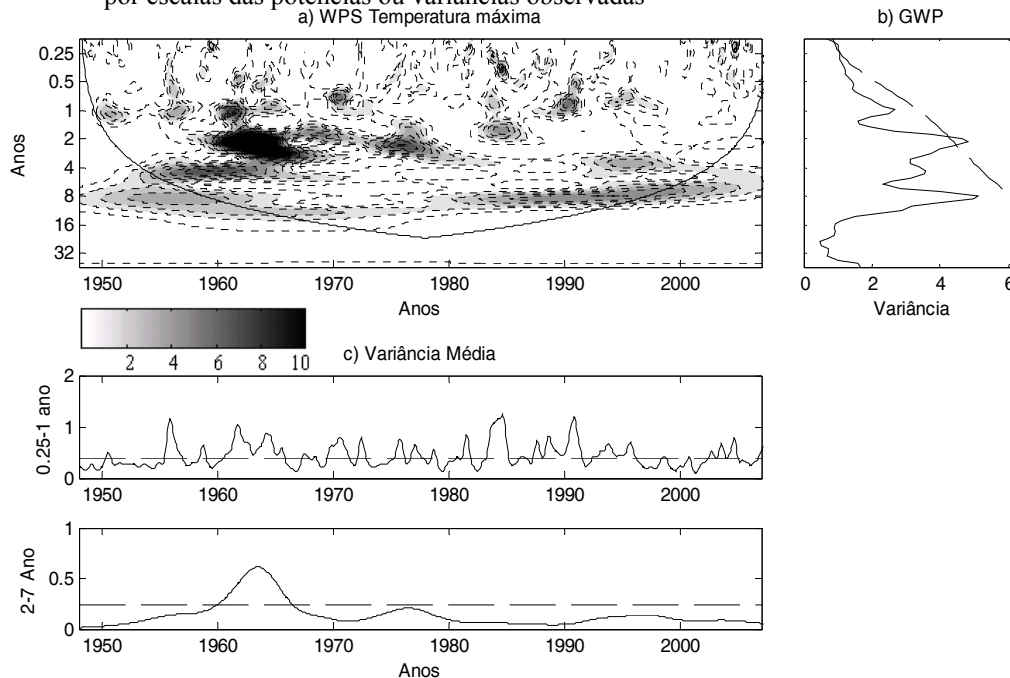 por escalas das potências ou variâncias observadas
a) WPS Temperatura máxima
b) GWP
Anos
0.25
0.5
1
2
4
8
16
32
1950 1960 1970 1980 1990 2000
Anos
0 2 4 6
Variância
2 4 6 8 10
c) Variância Média
0.25-1 ano
2
1
0
1950 1960 1970 1980 1990 2000
2-7 Ano
1
0.5
0
1950 1960 1970 1980 1990 2000
Anos